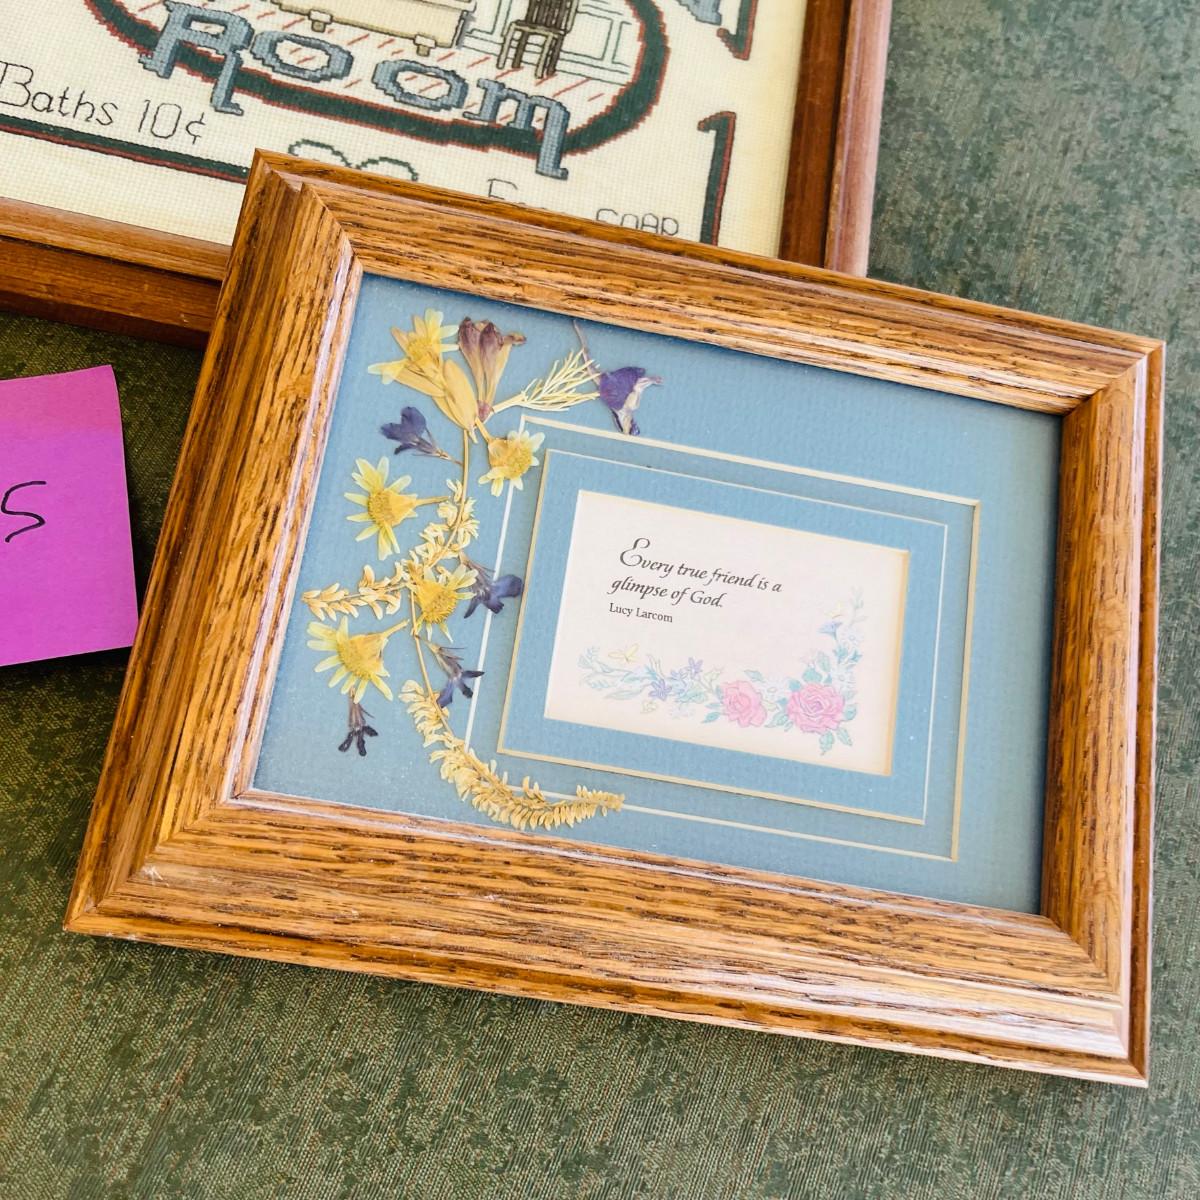 Room
Baths 10¢
SOAP
5
Every true friend is a
glimpse of God.
Lucy Larcom